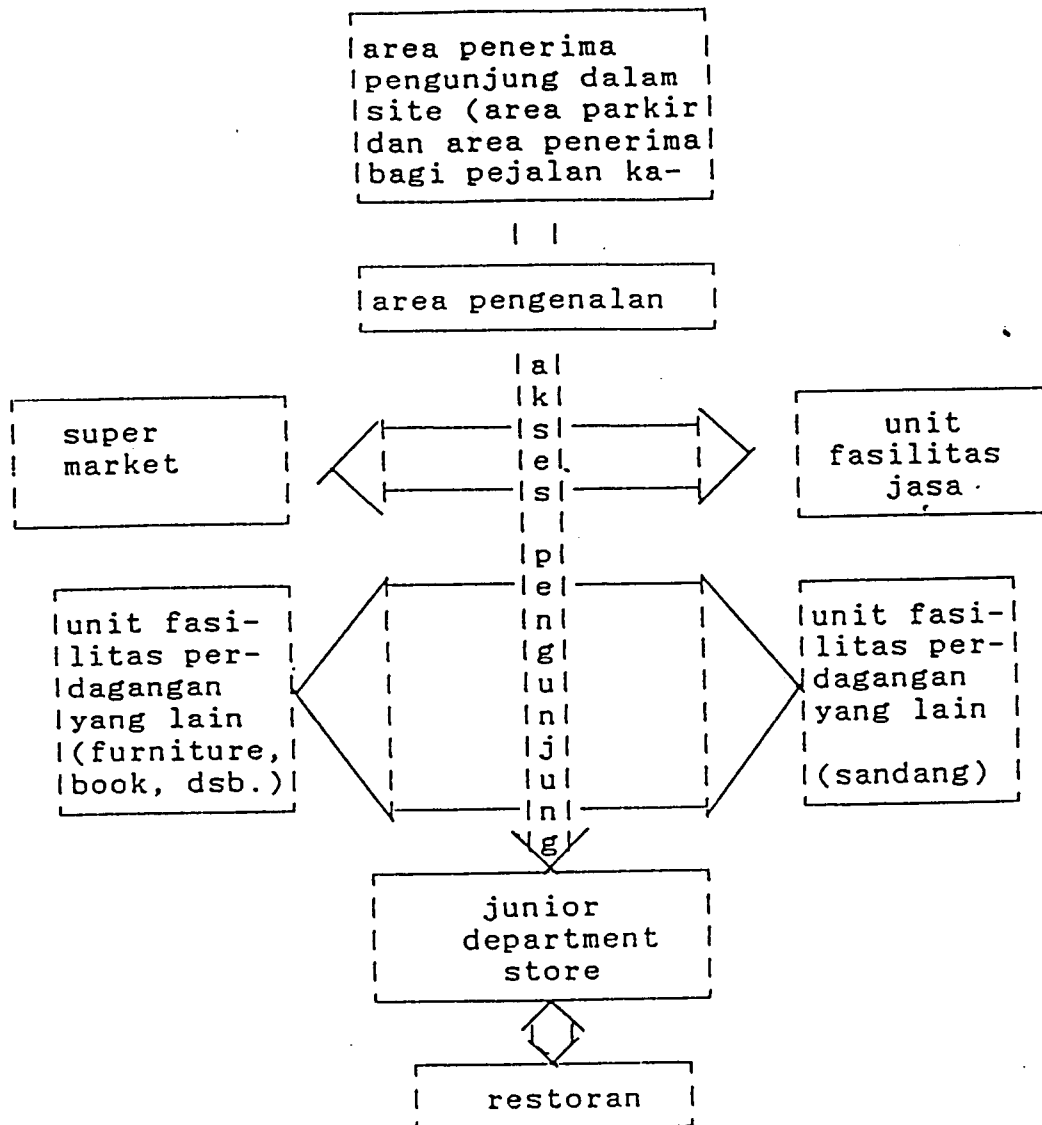 area penerima
pengunjung dalam
site (area parkir
dan area penerima
bagi pejalan ka-
area pengenalan
akses pengunjung
super
market
unit
fasilitas
jasa
unit fasi-
litas per-
dagangan
yang lain
(furniture,
book, dsb.)
unit fasi-
litas per-
dagangan
yang lain
(sandang)
junior
department
store
restoran